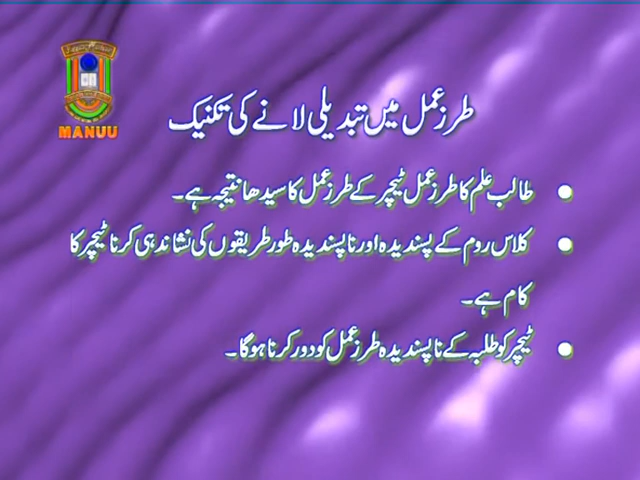 MANUU
طرز عمل میں تبدیلی لانے کی تکنیک
● طالب علم کا طرز عمل ٹیچر کے طرز عمل کا سیدھا نتیجہ ہے۔
● کلاس روم کے پسندیدہ اور ناپسندیدہ طور طریقوں کی نشاندہی کرنا ٹیچر کا
کام ہے۔
● ٹیچر کو طلبہ کے ناپسندیدہ طرز عمل کو دور کرنا ہوگا۔